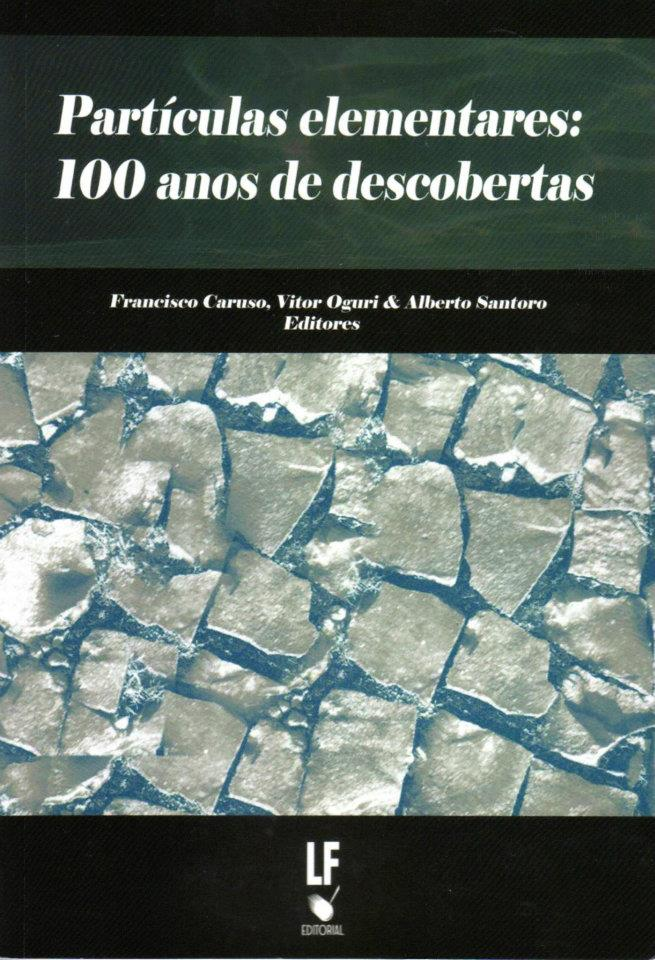 Partículas elementares:
100 anos de descobertas
Francisco Caruso, Vitor Oguri & Alberto Santoro
Editores
LF
EDITORIAL